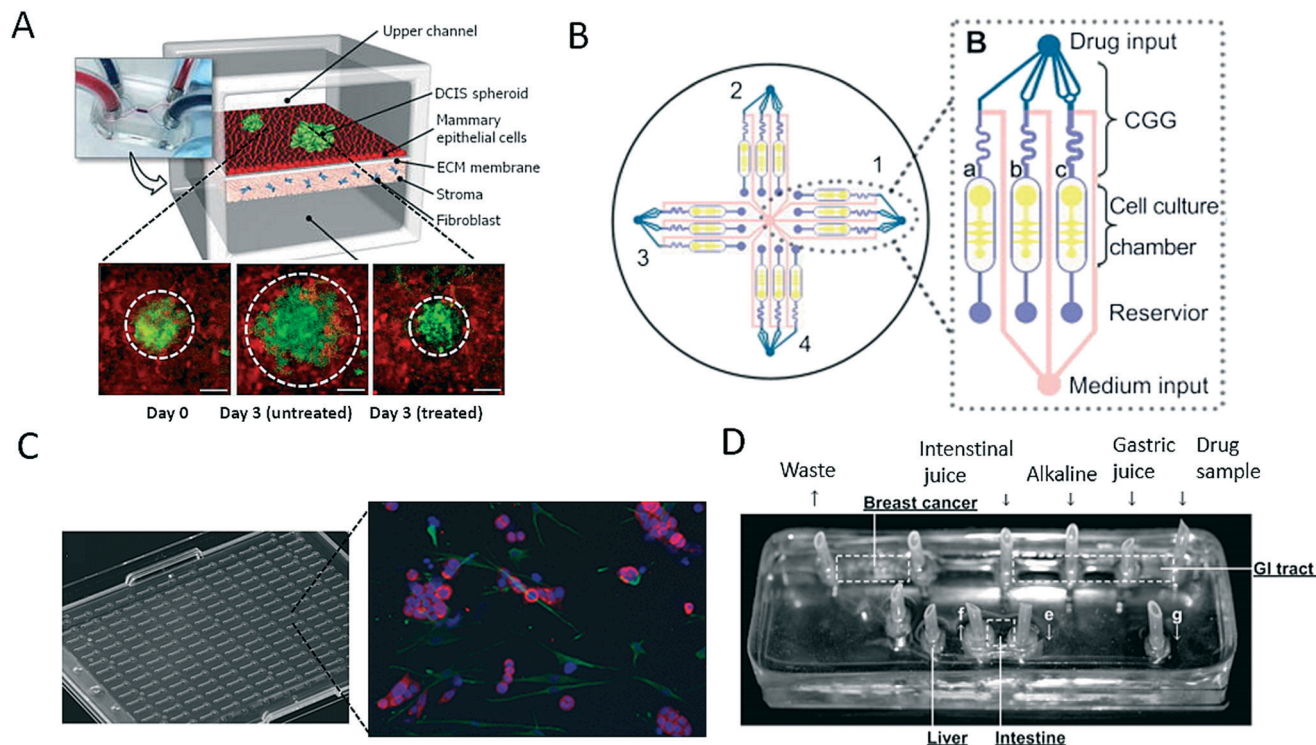 A
Upper channel
DCIS spheroid
Mammary
epithelial cells
ECM membrane
Stroma
Fibroblast
Day 0
Day 3 (untreated)
Day 3 (treated)
B
1
2
3
4
B
Drug input
CGG
a
b
c
Cell culture
chamber
Reservior
Medium input
C
D
Waste
Intenstinal
juice
Alkaline
Gastric
juice
Drug
sample
Breast cancer
GI tract
f
e
g
Liver
Intestine